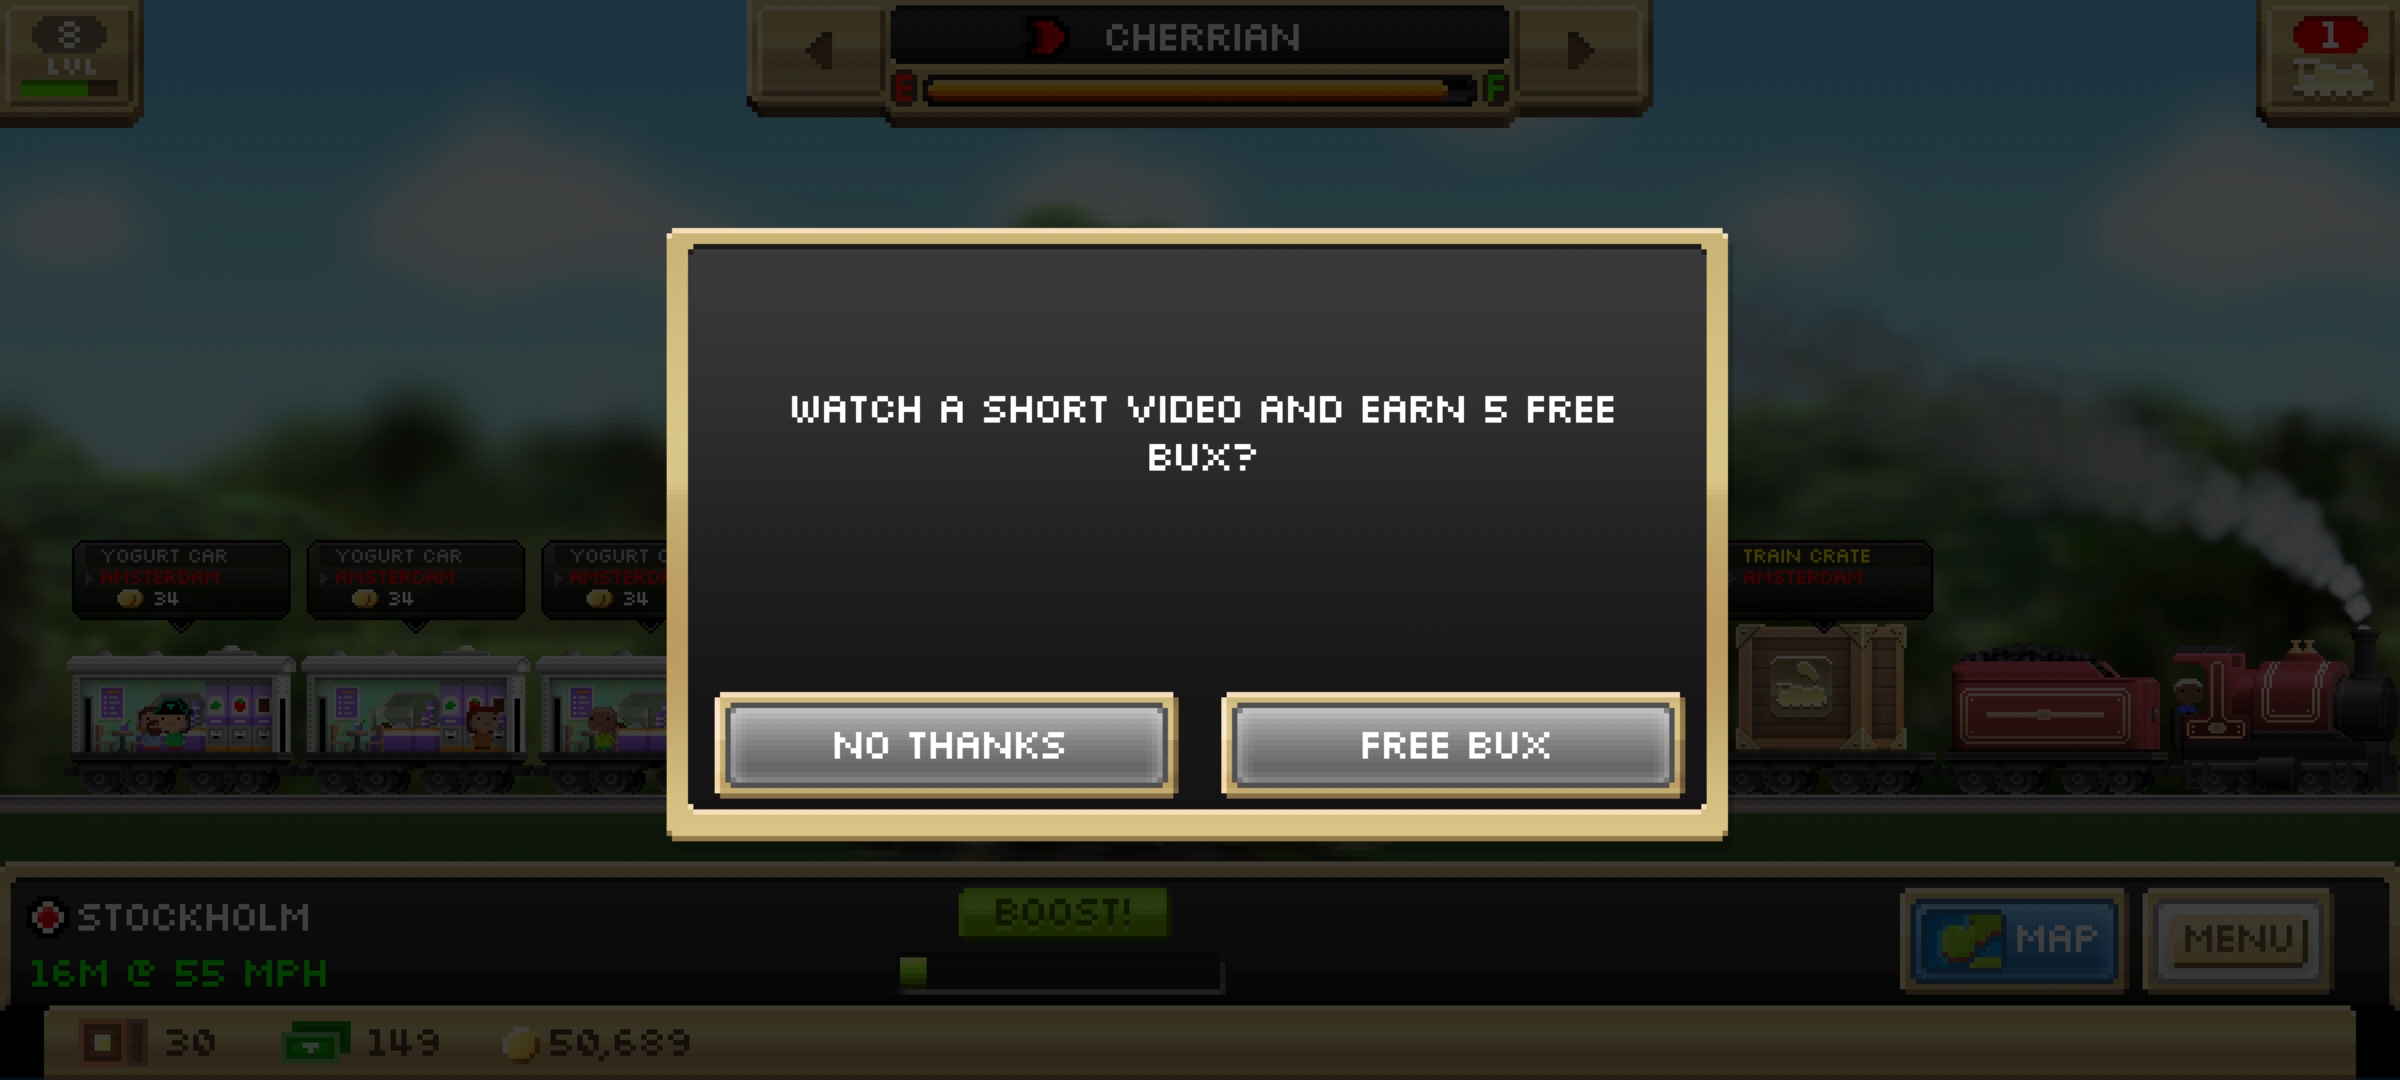 8
LVL
CHERRIAN
E
F
1
WATCH A SHORT VIDEO AND EARN 5 FREE
BUX?
NO THANKS
FREE BUX
YOGURT CAR
AMSTERDAM
34
YOGURT CAR
AMSTERDAM
34
YOGURT C
AMSTERD
34
TRAIN CRATE
AMSTERDAM
STOCKHOLM
16M @ 55 MPH
BOOST!
MAP
MENU
30
149
50,689